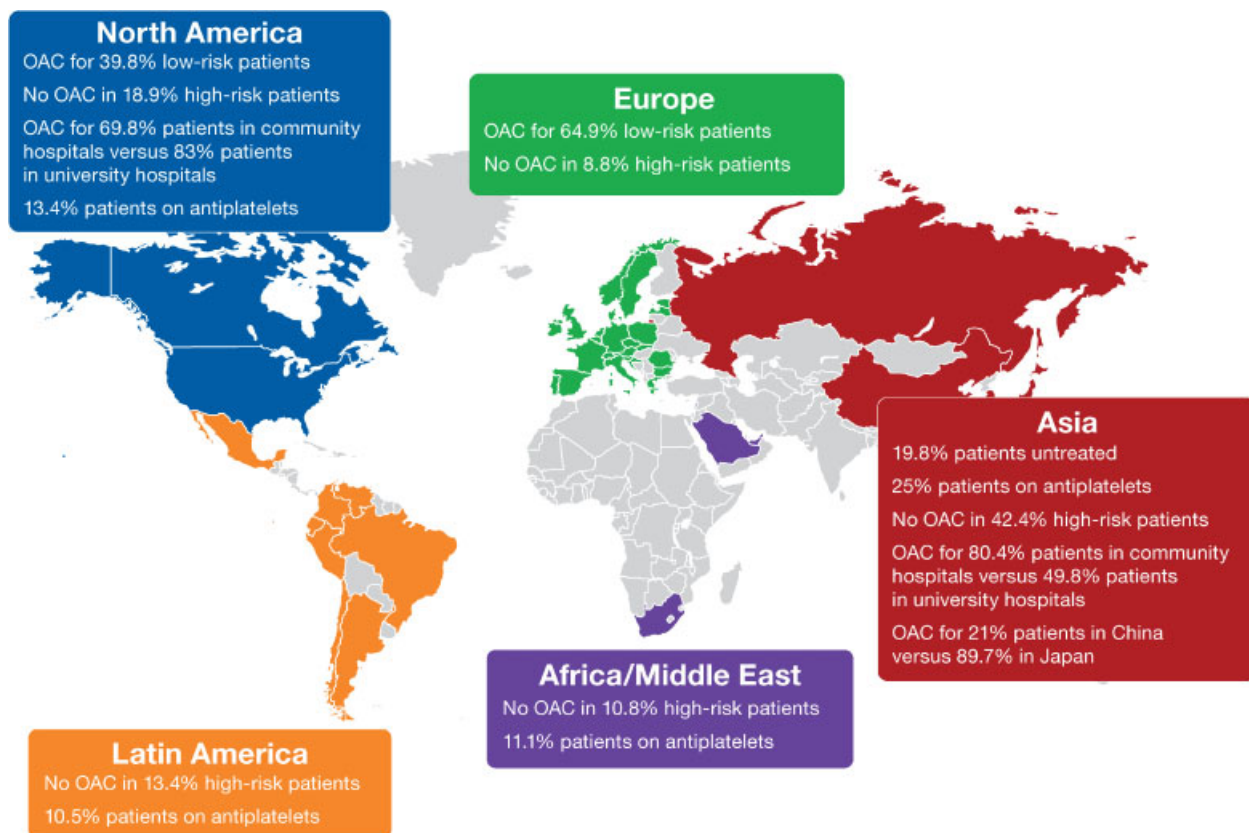 North America
OAC for 39.8% low-risk patients
No OAC in 18.9% high-risk patients
OAC for 69.8% patients in community
hospitals versus 83% patients
in university hospitals
13.4% patients on antiplatelets
Europe
OAC for 64.9% low-risk patients
No OAC in 8.8% high-risk patients
Asia
19.8% patients untreated
25% patients on antiplatelets
No OAC in 42.4% high-risk patients
OAC for 80.4% patients in community
hospitals versus 49.8% patients
in university hospitals
OAC for 21% patients in China
versus 89.7% in Japan
Africa/Middle East
No OAC in 10.8% high-risk patients
11.1% patients on antiplatelets
Latin America
No OAC in 13.4% high-risk patients
10.5% patients on antiplatelets